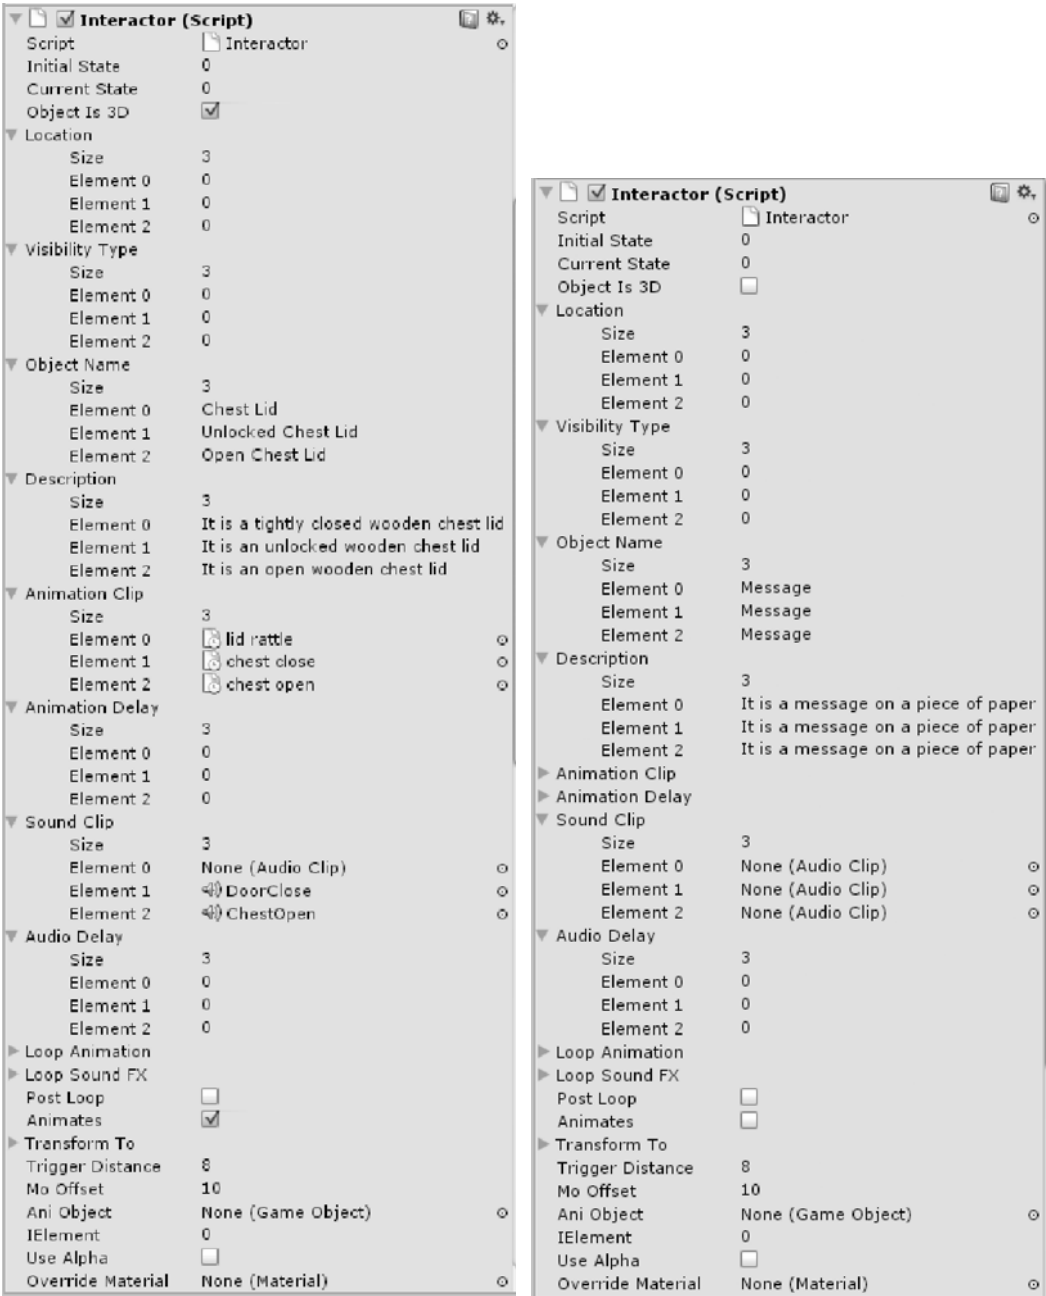 Interactor (Script)
Script Interactor
Initial State 0
Current State 0
Object Is 3D
Location
Size 3
Element 0 0
Element 1 0
Element 2 0
Visibility Type
Size 3
Element 0 0
Element 1 0
Element 2 0
Object Name
Size 3
Element 0 Chest Lid
Element 1 Unlocked Chest Lid
Element 2 Open Chest Lid
Description
Size 3
Element 0 It is a tightly closed wooden chest lid
Element 1 It is an unlocked wooden chest lid
Element 2 It is an open wooden chest lid
Animation Clip
Size 3
Element 0 lid rattle
Element 1 chest close
Element 2 chest open
Animation Delay
Size 3
Element 0 0
Element 1 0
Element 2 0
Sound Clip
Size 3
Element 0 None (Audio Clip)
Element 1 DoorClose
Element 2 ChestOpen
Audio Delay
Size 3
Element 0 0
Element 1 0
Element 2 0
Loop Animation
Loop Sound FX
Post Loop
Animates
Transform To
Trigger Distance 8
Mo Offset 10
Ani Object None (Game Object)
IElement 0
Use Alpha
Override Material None (Material)
Interactor (Script)
Script Interactor
Initial State 0
Current State 0
Object Is 3D
Location
Size 3
Element 0 0
Element 1 0
Element 2 0
Visibility Type
Size 3
Element 0 0
Element 1 0
Element 2 0
Object Name
Size 3
Element 0 Message
Element 1 Message
Element 2 Message
Description
Size 3
Element 0 It is a message on a piece of paper
Element 1 It is a message on a piece of paper
Element 2 It is a message on a piece of paper
Animation Clip
Animation Delay
Sound Clip
Size 3
Element 0 None (Audio Clip)
Element 1 None (Audio Clip)
Element 2 None (Audio Clip)
Audio Delay
Size 3
Element 0 0
Element 1 0
Element 2 0
Loop Animation
Loop Sound FX
Post Loop
Animates
Transform To
Trigger Distance 8
Mo Offset 10
Ani Object None (Game Object)
IElement 0
Use Alpha
Override Material None (Material)